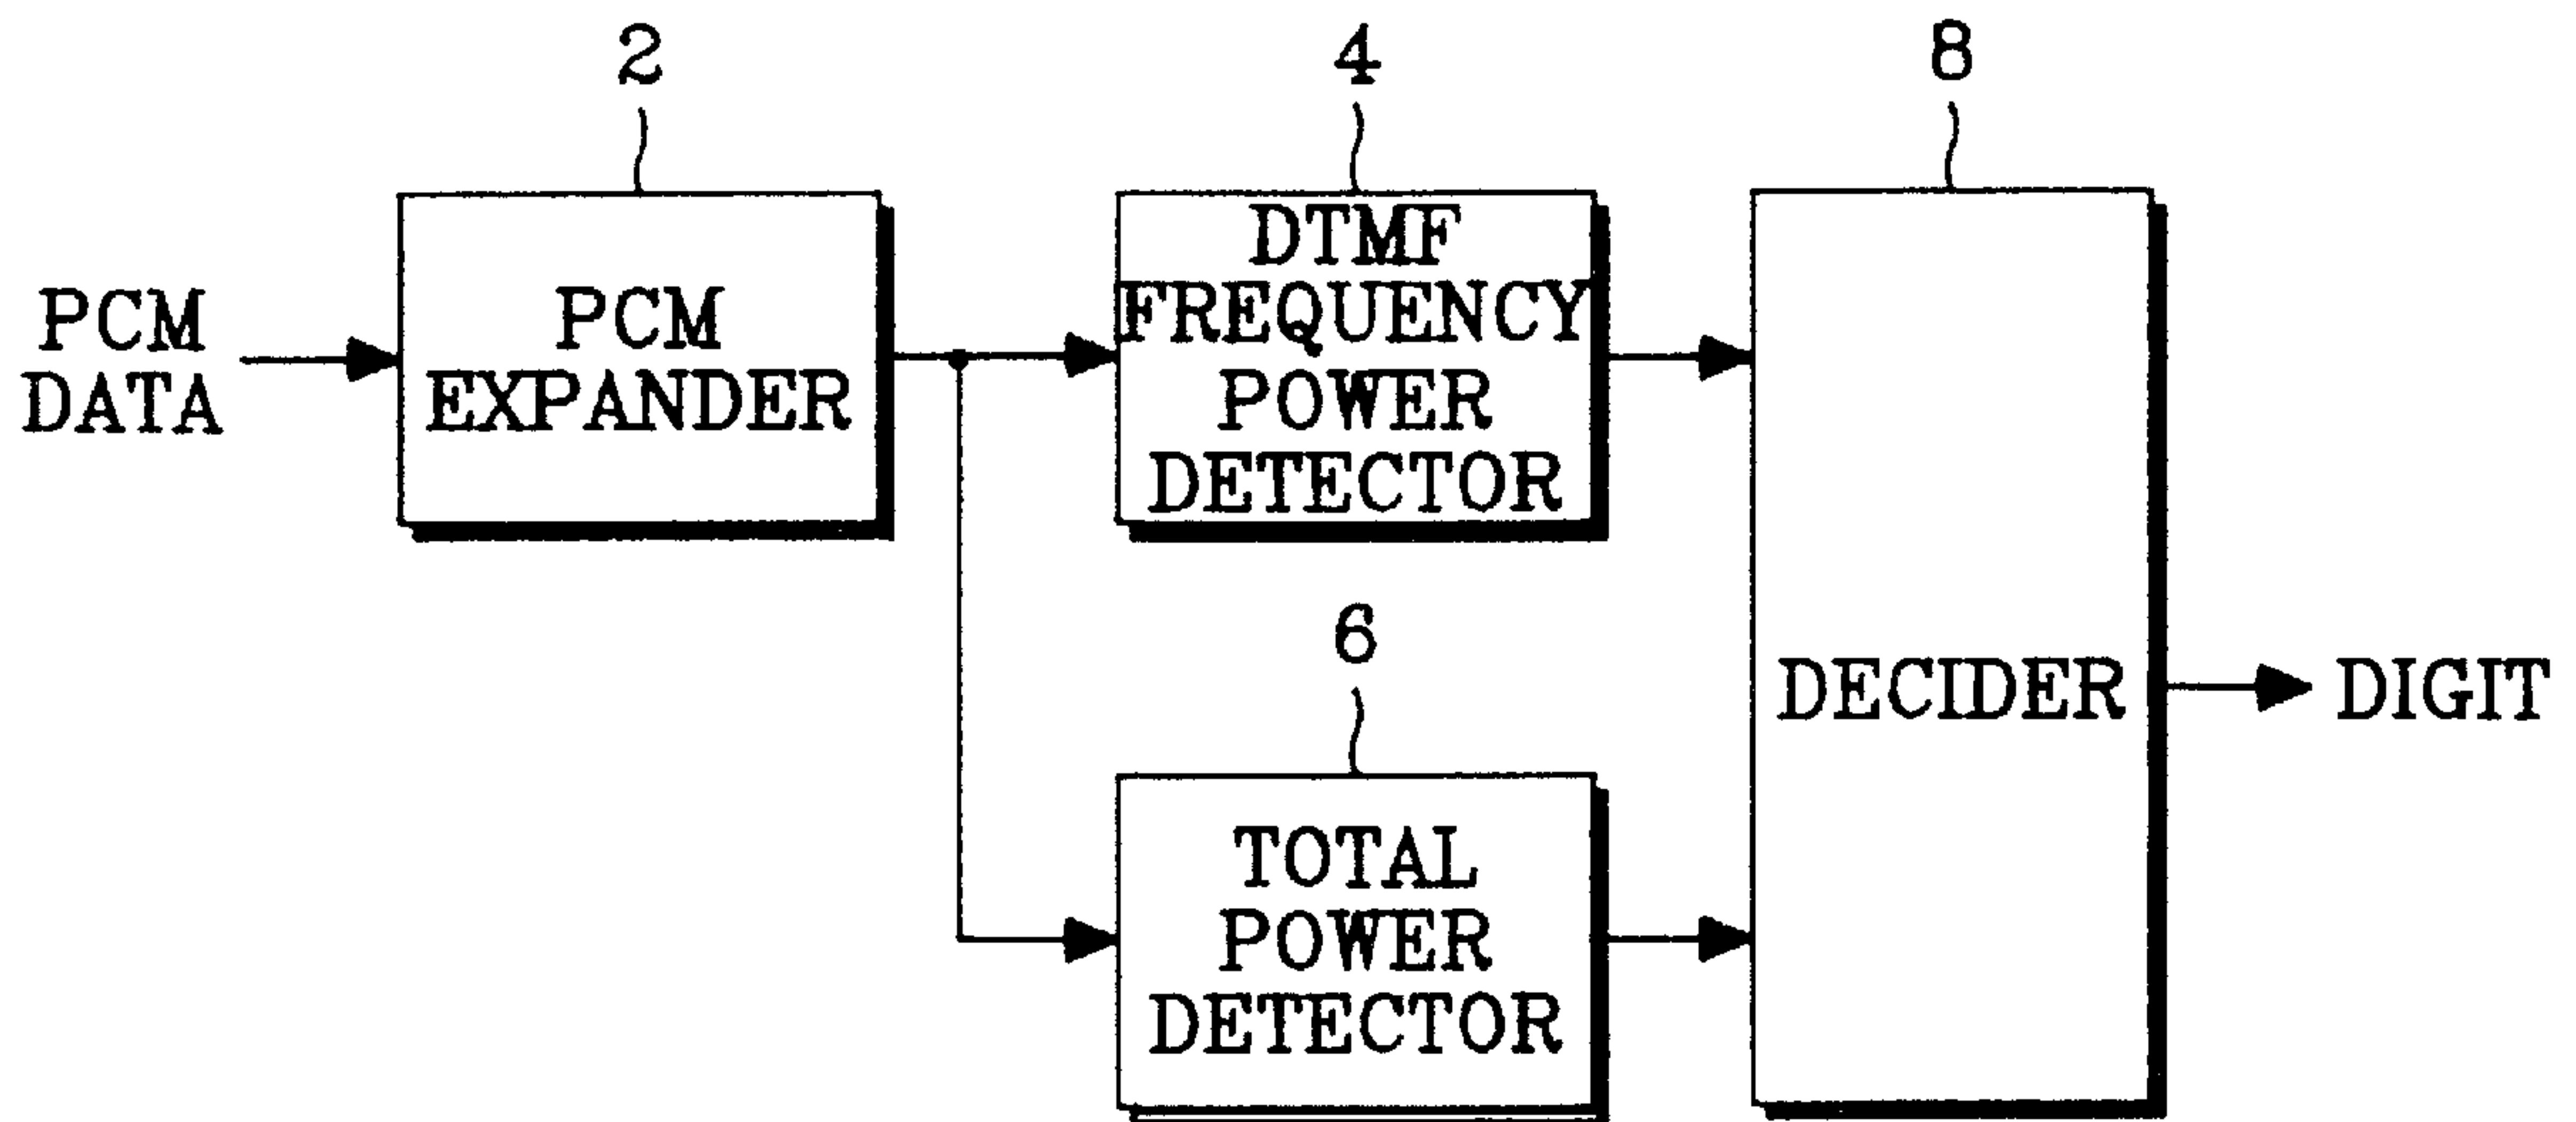 2
4
8
PCM
DATA
PCM
EXPANDER
DTMF
FREQUENCY
POWER
DETECTOR
6
TOTAL
POWER
DETECTOR
DECIDER
DIGIT